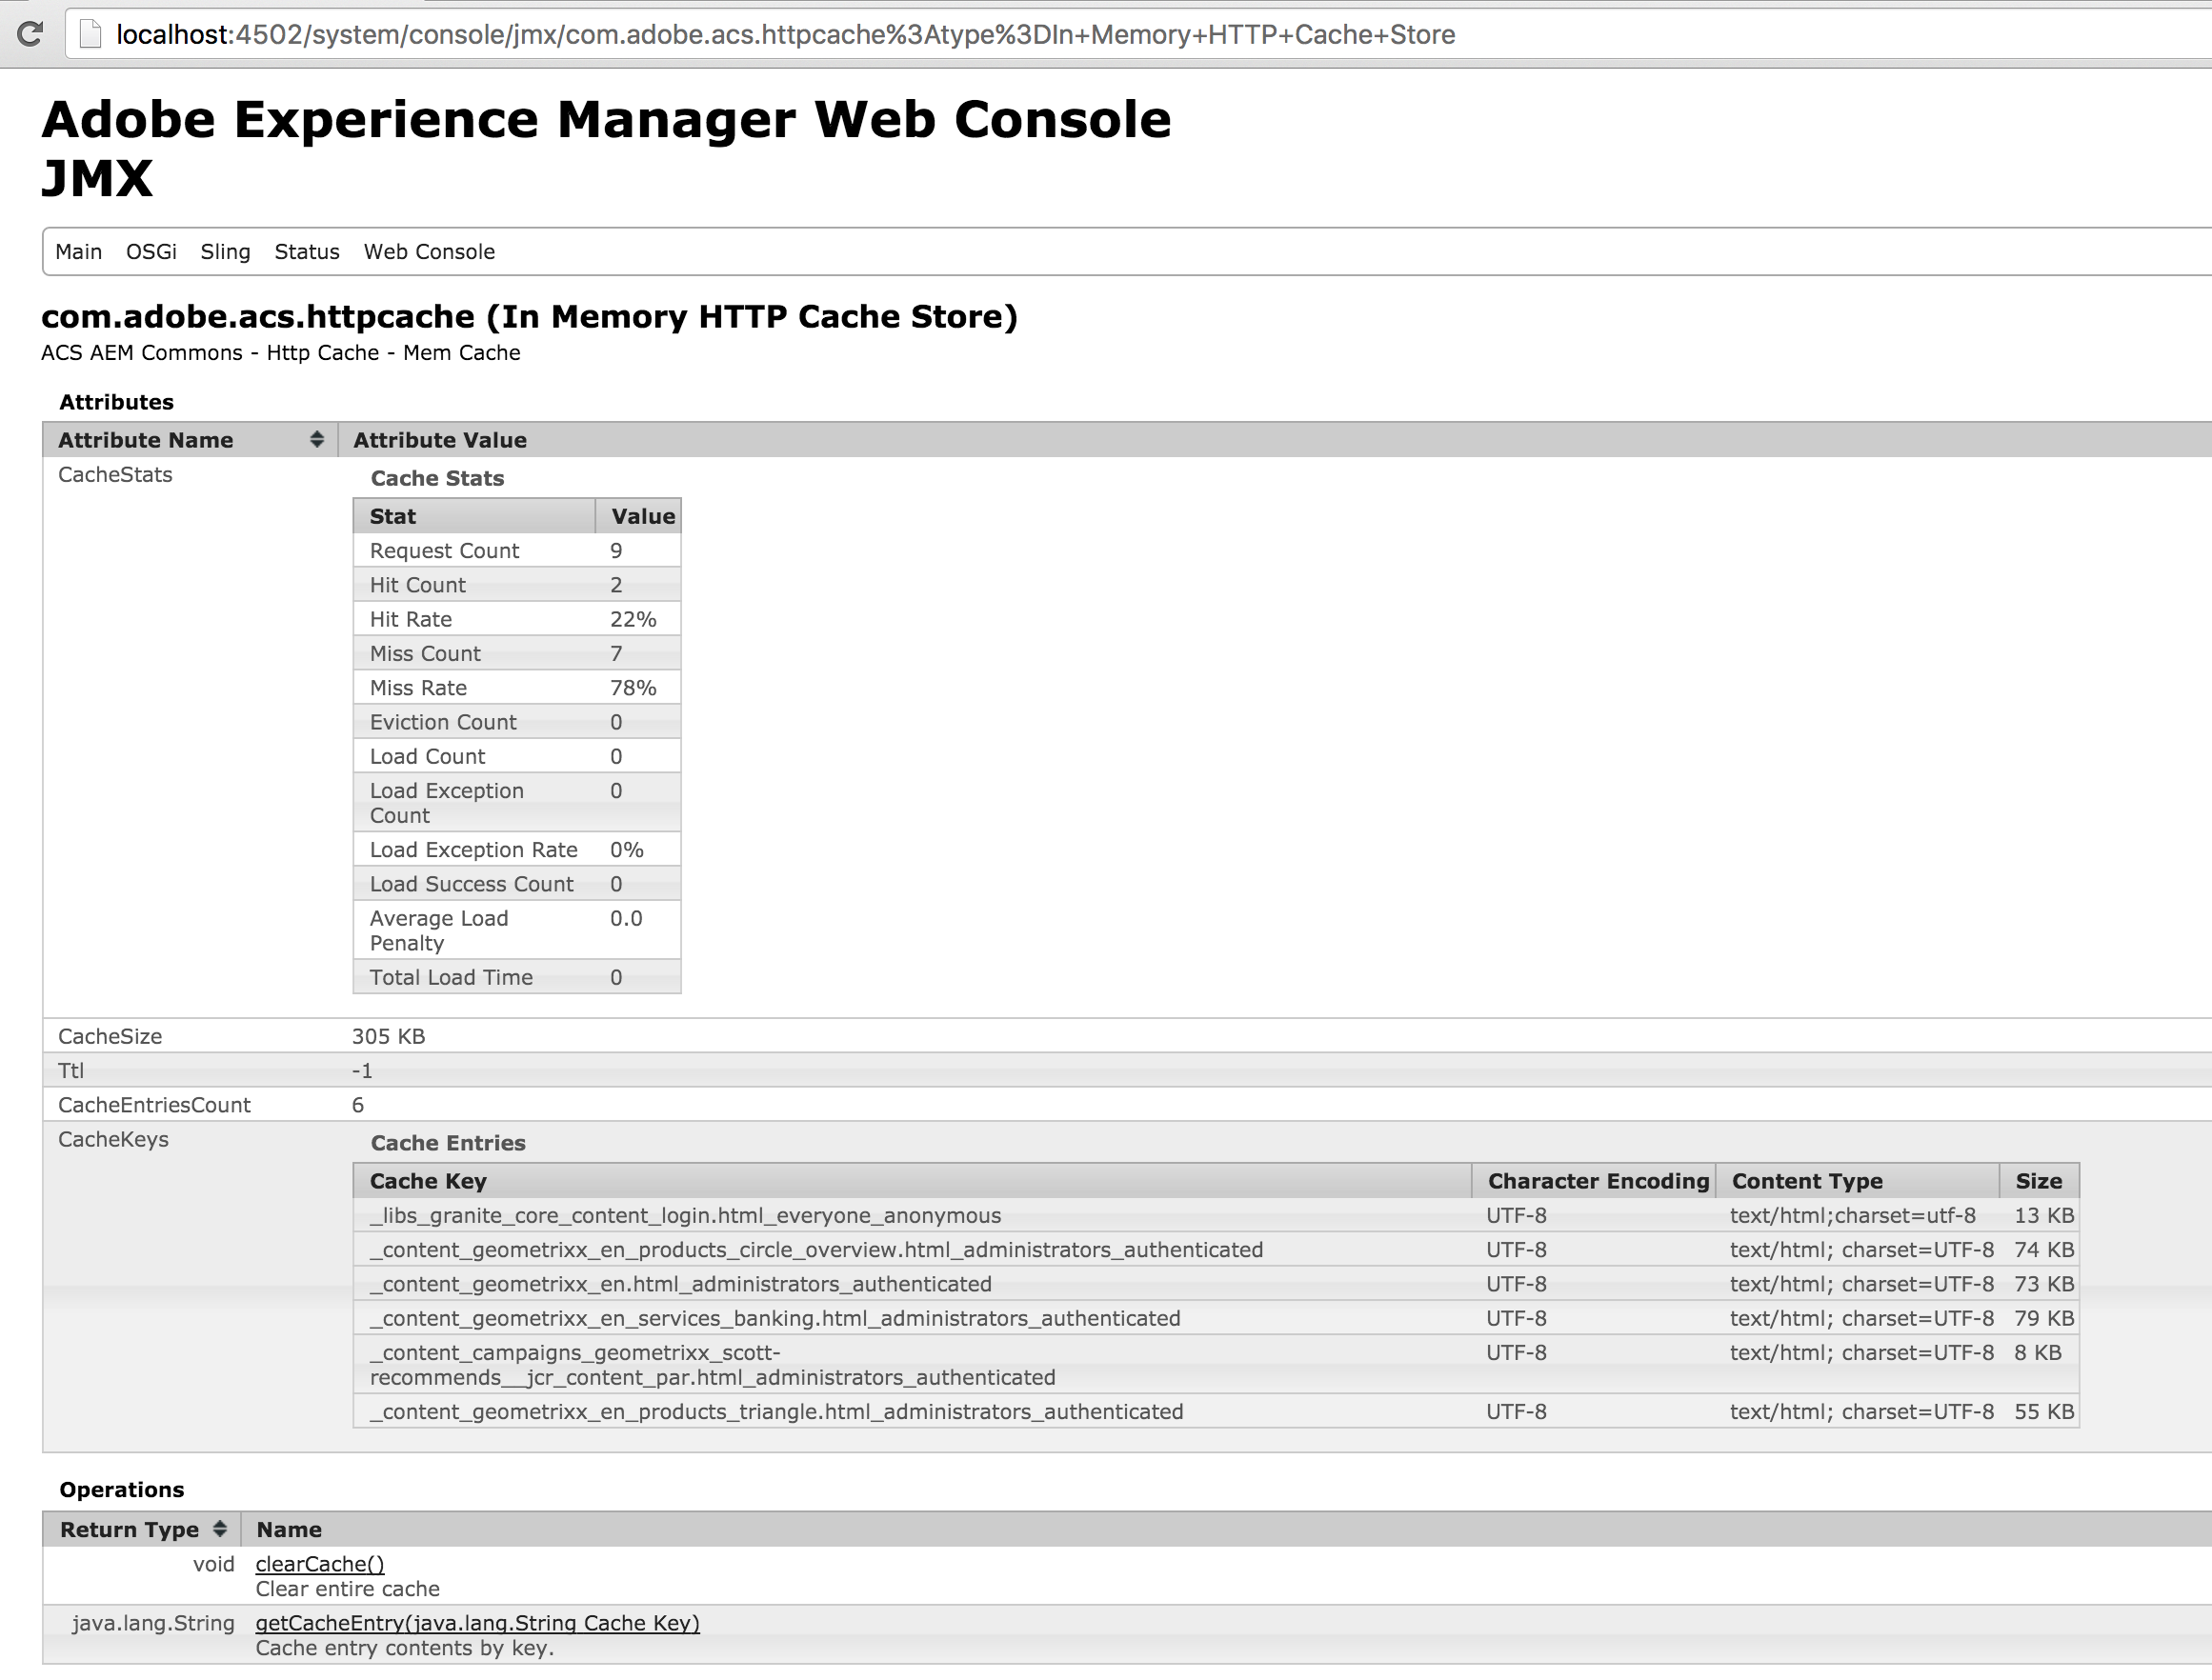 localhost:4502/system/console/jmx/com.adobe.acs.httpcache%3Atype%3DIn+Memory+HTTP+Cache+Store
Adobe Experience Manager Web Console
JMX
Main OSGi Sling Status Web Console
com.adobe.acs.httpcache (In Memory HTTP Cache Store)
ACS AEM Commons - Http Cache - Mem Cache
Attributes
Attribute Name Attribute Value
CacheStats Cache Stats
Stat Value
Request Count 9
Hit Count 2
Hit Rate 22%
Miss Count 7
Miss Rate 78%
Eviction Count 0
Load Count 0
Load Exception 0
Count
Load Exception Rate 0%
Load Success Count 0
Average Load 0.0
Penalty
Total Load Time 0
CacheSize 305 KB
Ttl -1
CacheEntriesCount 6
CacheKeys Cache Entries
Cache Key Character Encoding Content Type Size
_libs_granite_core_content_login.html_everyone_anonymous UTF-8 text/html;charset=utf-8 13 KB
_content_geometrixx_en_products_circle_overview.html_administrators_authenticated UTF-8 text/html; charset=UTF-8 74 KB
_content_geometrixx_en.html_administrators_authenticated UTF-8 text/html; charset=UTF-8 73 KB
_content_geometrixx_en_services_banking.html_administrators_authenticated UTF-8 text/html; charset=UTF-8 79 KB
_content_campaigns_geometrixx_scott- UTF-8 text/html; charset=UTF-8 8 KB
recommends__jcr_content_par.html_administrators_authenticated
_content_geometrixx_en_products_triangle.html_administrators_authenticated UTF-8 text/html; charset=UTF-8 55 KB
Operations
Return Type Name
void clearCache()
Clear entire cache
java.lang.String getCacheEntry(java.lang.String Cache Key)
Cache entry contents by key.